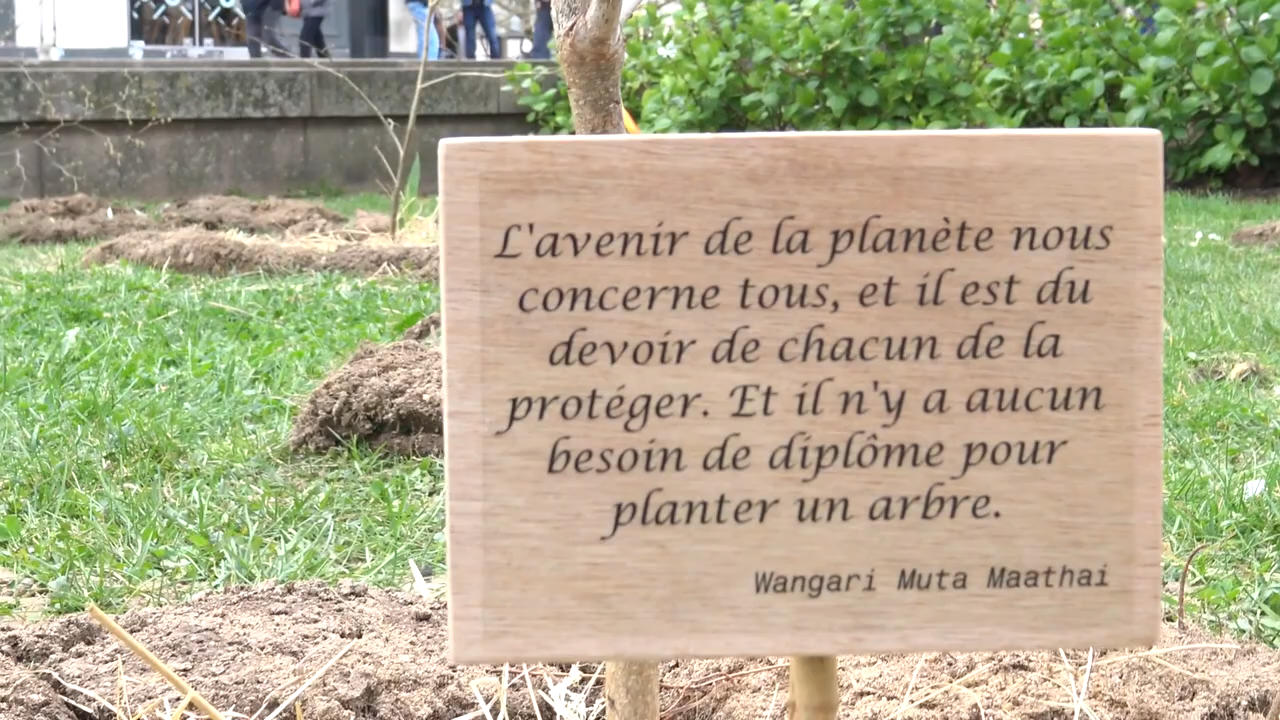 L'avenir de la planète nous
concerne tous, et il est du
devoir de chacun de la
protéger. Et il n'y a aucun
besoin de diplôme pour
planter un arbre.
Wangari Muta Maathai